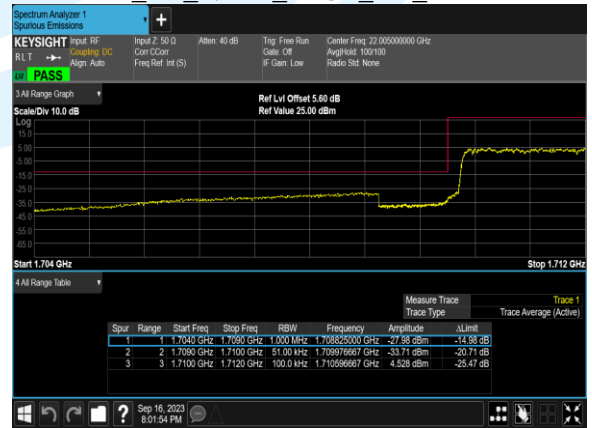 Spectrum Analyzer 1
Spurious Emissions
+
KEYSIGHT Input: RF Input Z: 50 Ω Atten: 40 dB Trig: Free Run Center Freq: 22.005000000 GHz
RLT Coupling: DC Corr CCorr Gate: Off Avg|Hold: 100/100
Align: Auto Freq Ref: Int (S) IF Gain: Low Radio Std: None
LV PASS
3 All Range Graph Ref Lvl Offset 5.60 dB
Scale/Div 10.0 dB Ref Value 25.00 dBm
Log
15.0
5.00
-5.00
-15.0
-25.0
-35.0
-45.0
-55.0
-65.0
Start 1.704 GHz Stop 1.712 GHz
4 All Range Table
Measure Trace Trace 1
Trace Type Trace Average (Active)
Spur Range Start Freq Stop Freq RBW Frequency Amplitude ΔLimit
1 1 1.7040 GHz 1.7090 GHz 1.000 MHz 1.708825000 GHz -27.98 dBm -14.98 dB
2 2 1.7090 GHz 1.7100 GHz 51.00 kHz 1.709976667 GHz -33.71 dBm -20.71 dB
3 3 1.7100 GHz 1.7120 GHz 100.0 kHz 1.710596667 GHz 4.528 dBm -25.47 dB
? Sep 16, 2023
8:01:54 PM